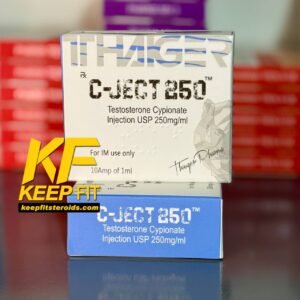 THAIGER
Rx
C-JECT 250™
Testosterone Cypionate
Injection USP 250mg/ml
For IM use only
10Amp of 1ml
Thaiger Pharma
KF
KEEP FIT
keepfitsteroids.com
C-JECT 250™
Testosterone Cypionate
Injection USP 250mg/ml